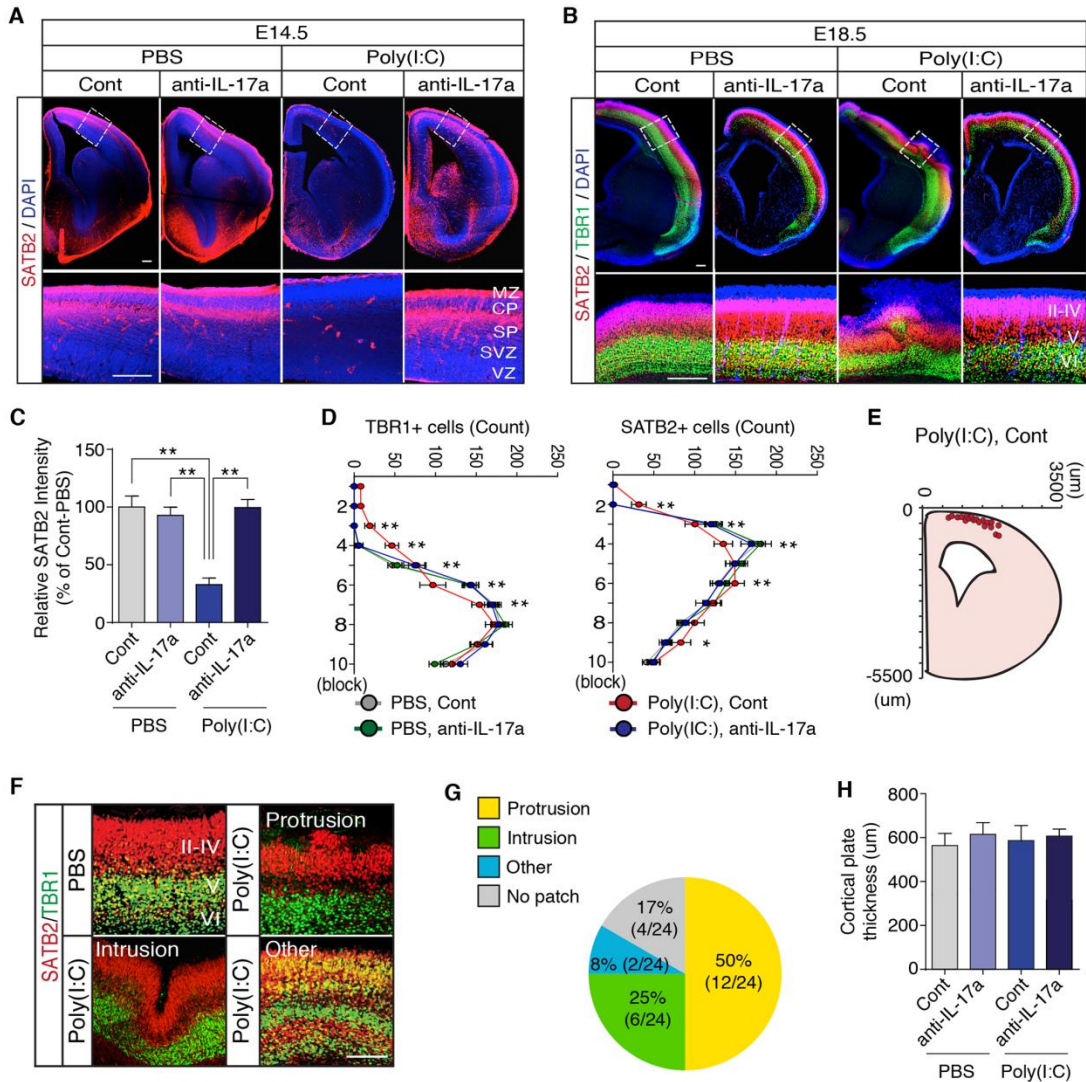 A
E14.5
PBS
Poly(I:C)
Cont
anti-IL-17a
Cont
anti-IL-17a
SATB2 / DAPI
MZ
CP
SP
SVZ
VZ
B
E18.5
PBS
Poly(I:C)
Cont
anti-IL-17a
Cont
anti-IL-17a
SATB2 / TBR1 / DAPI
II-IV
V
VI
C
Relative SATB2 Intensity
(% of Cont-PBS)
150
100
50
0
**
**
**
Cont
anti-IL-17a
Cont
anti-IL-17a
PBS
Poly(I:C)
D
TBR1+ cells (Count)
0
50
100
150
200
250
2
4
6
8
10
(block)
**
**
**
**
SATB2+ cells (Count)
0
50
100
150
200
250
2
4
6
8
10
(block)
**
**
**
**
*
PBS, Cont
PBS, anti-IL-17a
Poly(I:C), Cont
Poly(IC:), anti-IL-17a
E
Poly(I:C), Cont
0
3500
(um)
0
-5500
(um)
F
SATB2/TBR1
PBS
II-IV
V
VI
Poly(I:C)
Protrusion
Poly(I:C)
Intrusion
Poly(I:C)
Other
G
Protrusion
Intrusion
Other
No patch
17%
(4/24)
8% (2/24)
25%
(6/24)
50%
(12/24)
H
Cortical plate
thickness (um)
800
600
400
200
0
Cont
anti-IL-17a
Cont
anti-IL-17a
PBS
Poly(I:C)